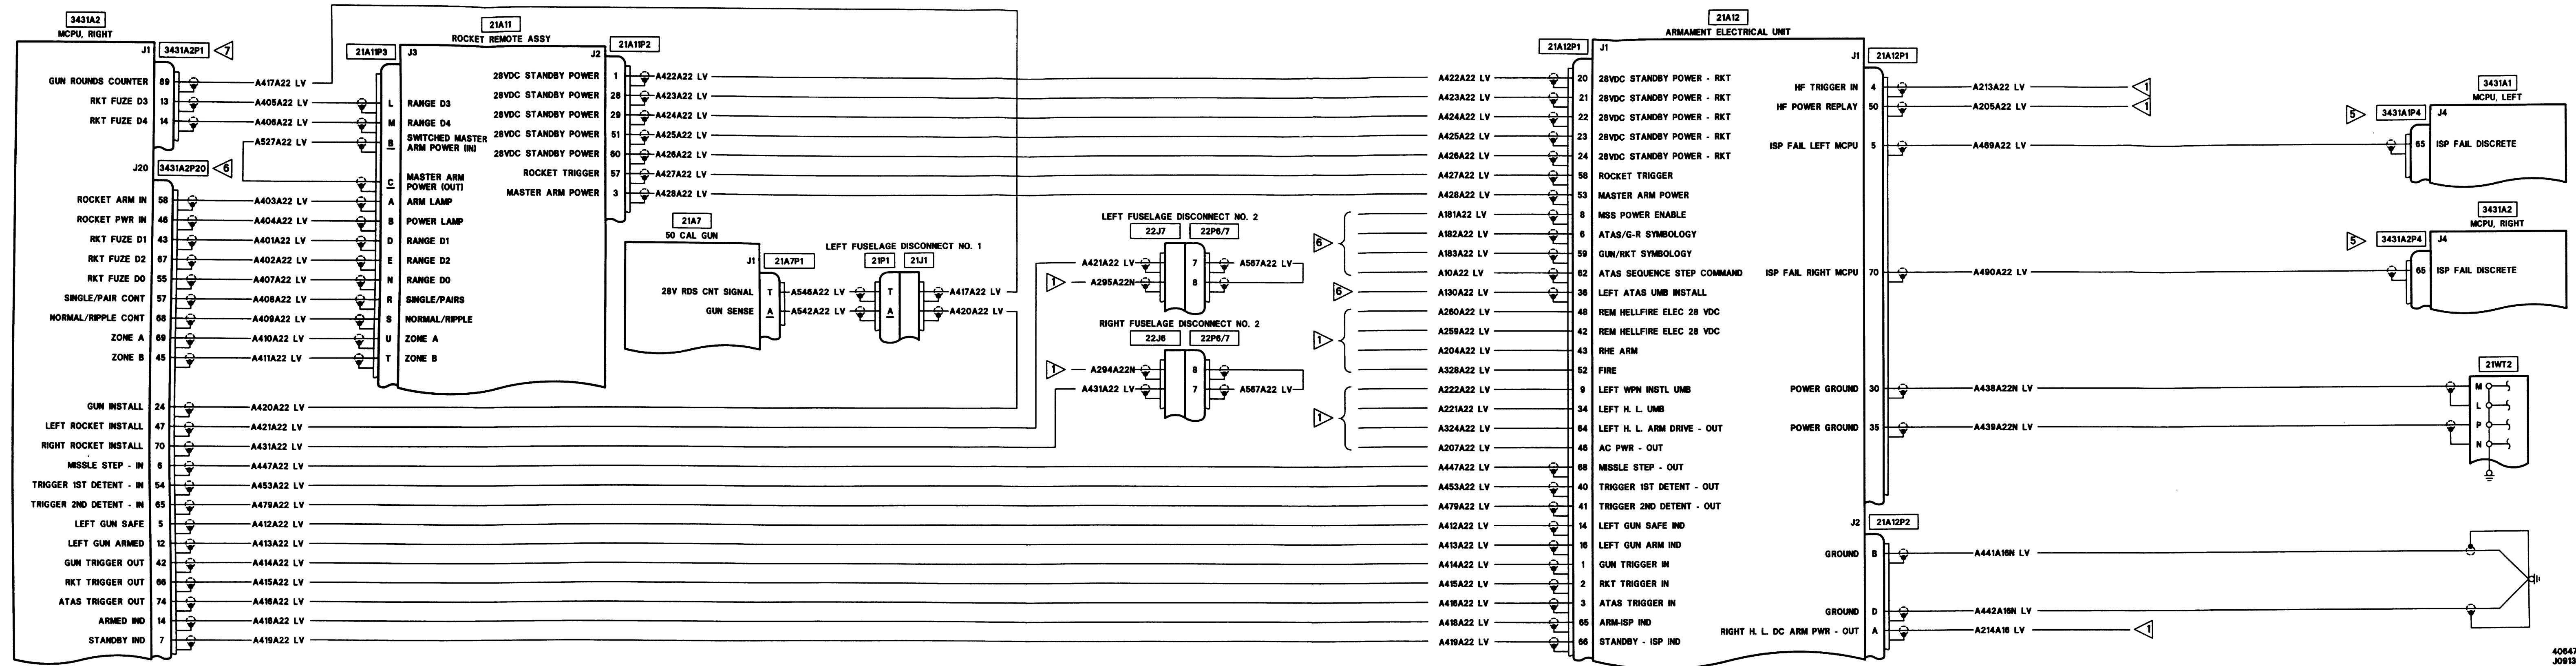 3431A2
MCPU, RIGHT
J1 3431A2P1 7
GUN ROUNDS COUNTER 89 A417A22 LV
RKT FUZE D3 13 A405A22 LV
RKT FUZE D4 14 A406A22 LV
A527A22 LV
J20 3431A2P20 6
ROCKET ARM IN 58 A403A22 LV
ROCKET PWR IN 46 A404A22 LV
RKT FUZE D1 43 A401A22 LV
RKT FUZE D2 67 A402A22 LV
RKT FUZE D0 55 A407A22 LV
SINGLE/PAIR CONT 57 A408A22 LV
NORMAL/RIPPLE CONT 68 A409A22 LV
ZONE A 69 A410A22 LV
ZONE B 45 A411A22 LV
GUN INSTALL 24 A420A22 LV
LEFT ROCKET INSTALL 47 A421A22 LV
RIGHT ROCKET INSTALL 70 A431A22 LV
MISSLE STEP - IN 6 A447A22 LV
TRIGGER 1ST DETENT - IN 54 A453A22 LV
TRIGGER 2ND DETENT - IN 65 A479A22 LV
LEFT GUN SAFE 5 A412A22 LV
LEFT GUN ARMED 12 A413A22 LV
GUN TRIGGER OUT 42 A414A22 LV
RKT TRIGGER OUT 66 A415A22 LV
ATAS TRIGGER OUT 74 A416A22 LV
ARMED IND 14 A418A22 LV
STANDBY IND 7 A419A22 LV
21A11
ROCKET REMOTE ASSY
21A11P3 J3
L RANGE D3
M RANGE D4
B SWITCHED MASTER
ARM POWER (IN)
C MASTER ARM
POWER (OUT)
A ARM LAMP
B POWER LAMP
D RANGE D1
E RANGE D2
N RANGE D0
R SINGLE/PAIRS
S NORMAL/RIPPLE
U ZONE A
T ZONE B
J2 21A11P2
28VDC STANDBY POWER 1 A422A22 LV
28VDC STANDBY POWER 28 A423A22 LV
28VDC STANDBY POWER 29 A424A22 LV
28VDC STANDBY POWER 51 A425A22 LV
28VDC STANDBY POWER 60 A426A22 LV
ROCKET TRIGGER 57 A427A22 LV
MASTER ARM POWER 3 A428A22 LV
21A7
50 CAL GUN
J1 21A7P1
28V RDS CNT SIGNAL T A546A22 LV
GUN SENSE A A542A22 LV
LEFT FUSELAGE DISCONNECT NO. 1
21P1 21J1
T A417A22 LV
A A420A22 LV
LEFT FUSELAGE DISCONNECT NO. 2
22J7 22P6/7
A421A22 LV 7 A567A22 LV
1 A295A22N 8
RIGHT FUSELAGE DISCONNECT NO. 2
22J6 22P6/7
1 A294A22N 8
A431A22 LV 7 A567A22 LV
21A12
ARMAMENT ELECTRICAL UNIT
21A12P1 J1
A422A22 LV 20 28VDC STANDBY POWER - RKT
A423A22 LV 21 28VDC STANDBY POWER - RKT
A424A22 LV 22 28VDC STANDBY POWER - RKT
A425A22 LV 23 28VDC STANDBY POWER - RKT
A426A22 LV 24 28VDC STANDBY POWER - RKT
A427A22 LV 58 ROCKET TRIGGER
A428A22 LV 53 MASTER ARM POWER
6
A181A22 LV 8 MSS POWER ENABLE
A182A22 LV 6 ATAS/G-R SYMBOLOGY
A183A22 LV 59 GUN/RKT SYMBOLOGY
A10A22 LV 62 ATAS SEQUENCE STEP COMMAND
6 A130A22 LV 36 LEFT ATAS UMB INSTALL
1
A260A22 LV 48 REM HELLFIRE ELEC 28 VDC
A259A22 LV 42 REM HELLFIRE ELEC 28 VDC
A204A22 LV 43 RHE ARM
A328A22 LV 52 FIRE
1
A222A22 LV 9 LEFT WPN INSTL UMB
A221A22 LV 34 LEFT H. L. UMB
A324A22 LV 64 LEFT H. L. ARM DRIVE - OUT
A207A22 LV 46 AC PWR - OUT
A447A22 LV 68 MISSLE STEP - OUT
A453A22 LV 40 TRIGGER 1ST DETENT - OUT
A479A22 LV 41 TRIGGER 2ND DETENT - OUT
A412A22 LV 14 LEFT GUN SAFE IND
A413A22 LV 16 LEFT GUN ARM IND
A414A22 LV 1 GUN TRIGGER IN
A415A22 LV 2 RKT TRIGGER IN
A416A22 LV 3 ATAS TRIGGER IN
A418A22 LV 65 ARM-ISP IND
A419A22 LV 66 STANDBY - ISP IND
J1 21A12P1
HF TRIGGER IN 4 A213A22 LV 1
HF POWER REPLAY 50 A205A22 LV 1
ISP FAIL LEFT MCPU 5 A469A22 LV
ISP FAIL RIGHT MCPU 70 A490A22 LV
POWER GROUND 30 A438A22N LV
POWER GROUND 35 A439A22N LV
J2 21A12P2
GROUND B A441A16N LV
GROUND D A442A16N LV
RIGHT H. L. DC ARM PWR - OUT A A214A16 LV 1
3431A1
MCPU, LEFT
5 3431A1P4 J4
65 ISP FAIL DISCRETE
3431A2
MCPU, RIGHT
5 3431A2P4 J4
65 ISP FAIL DISCRETE
21WT2
M
L
P
N
40647
J0913